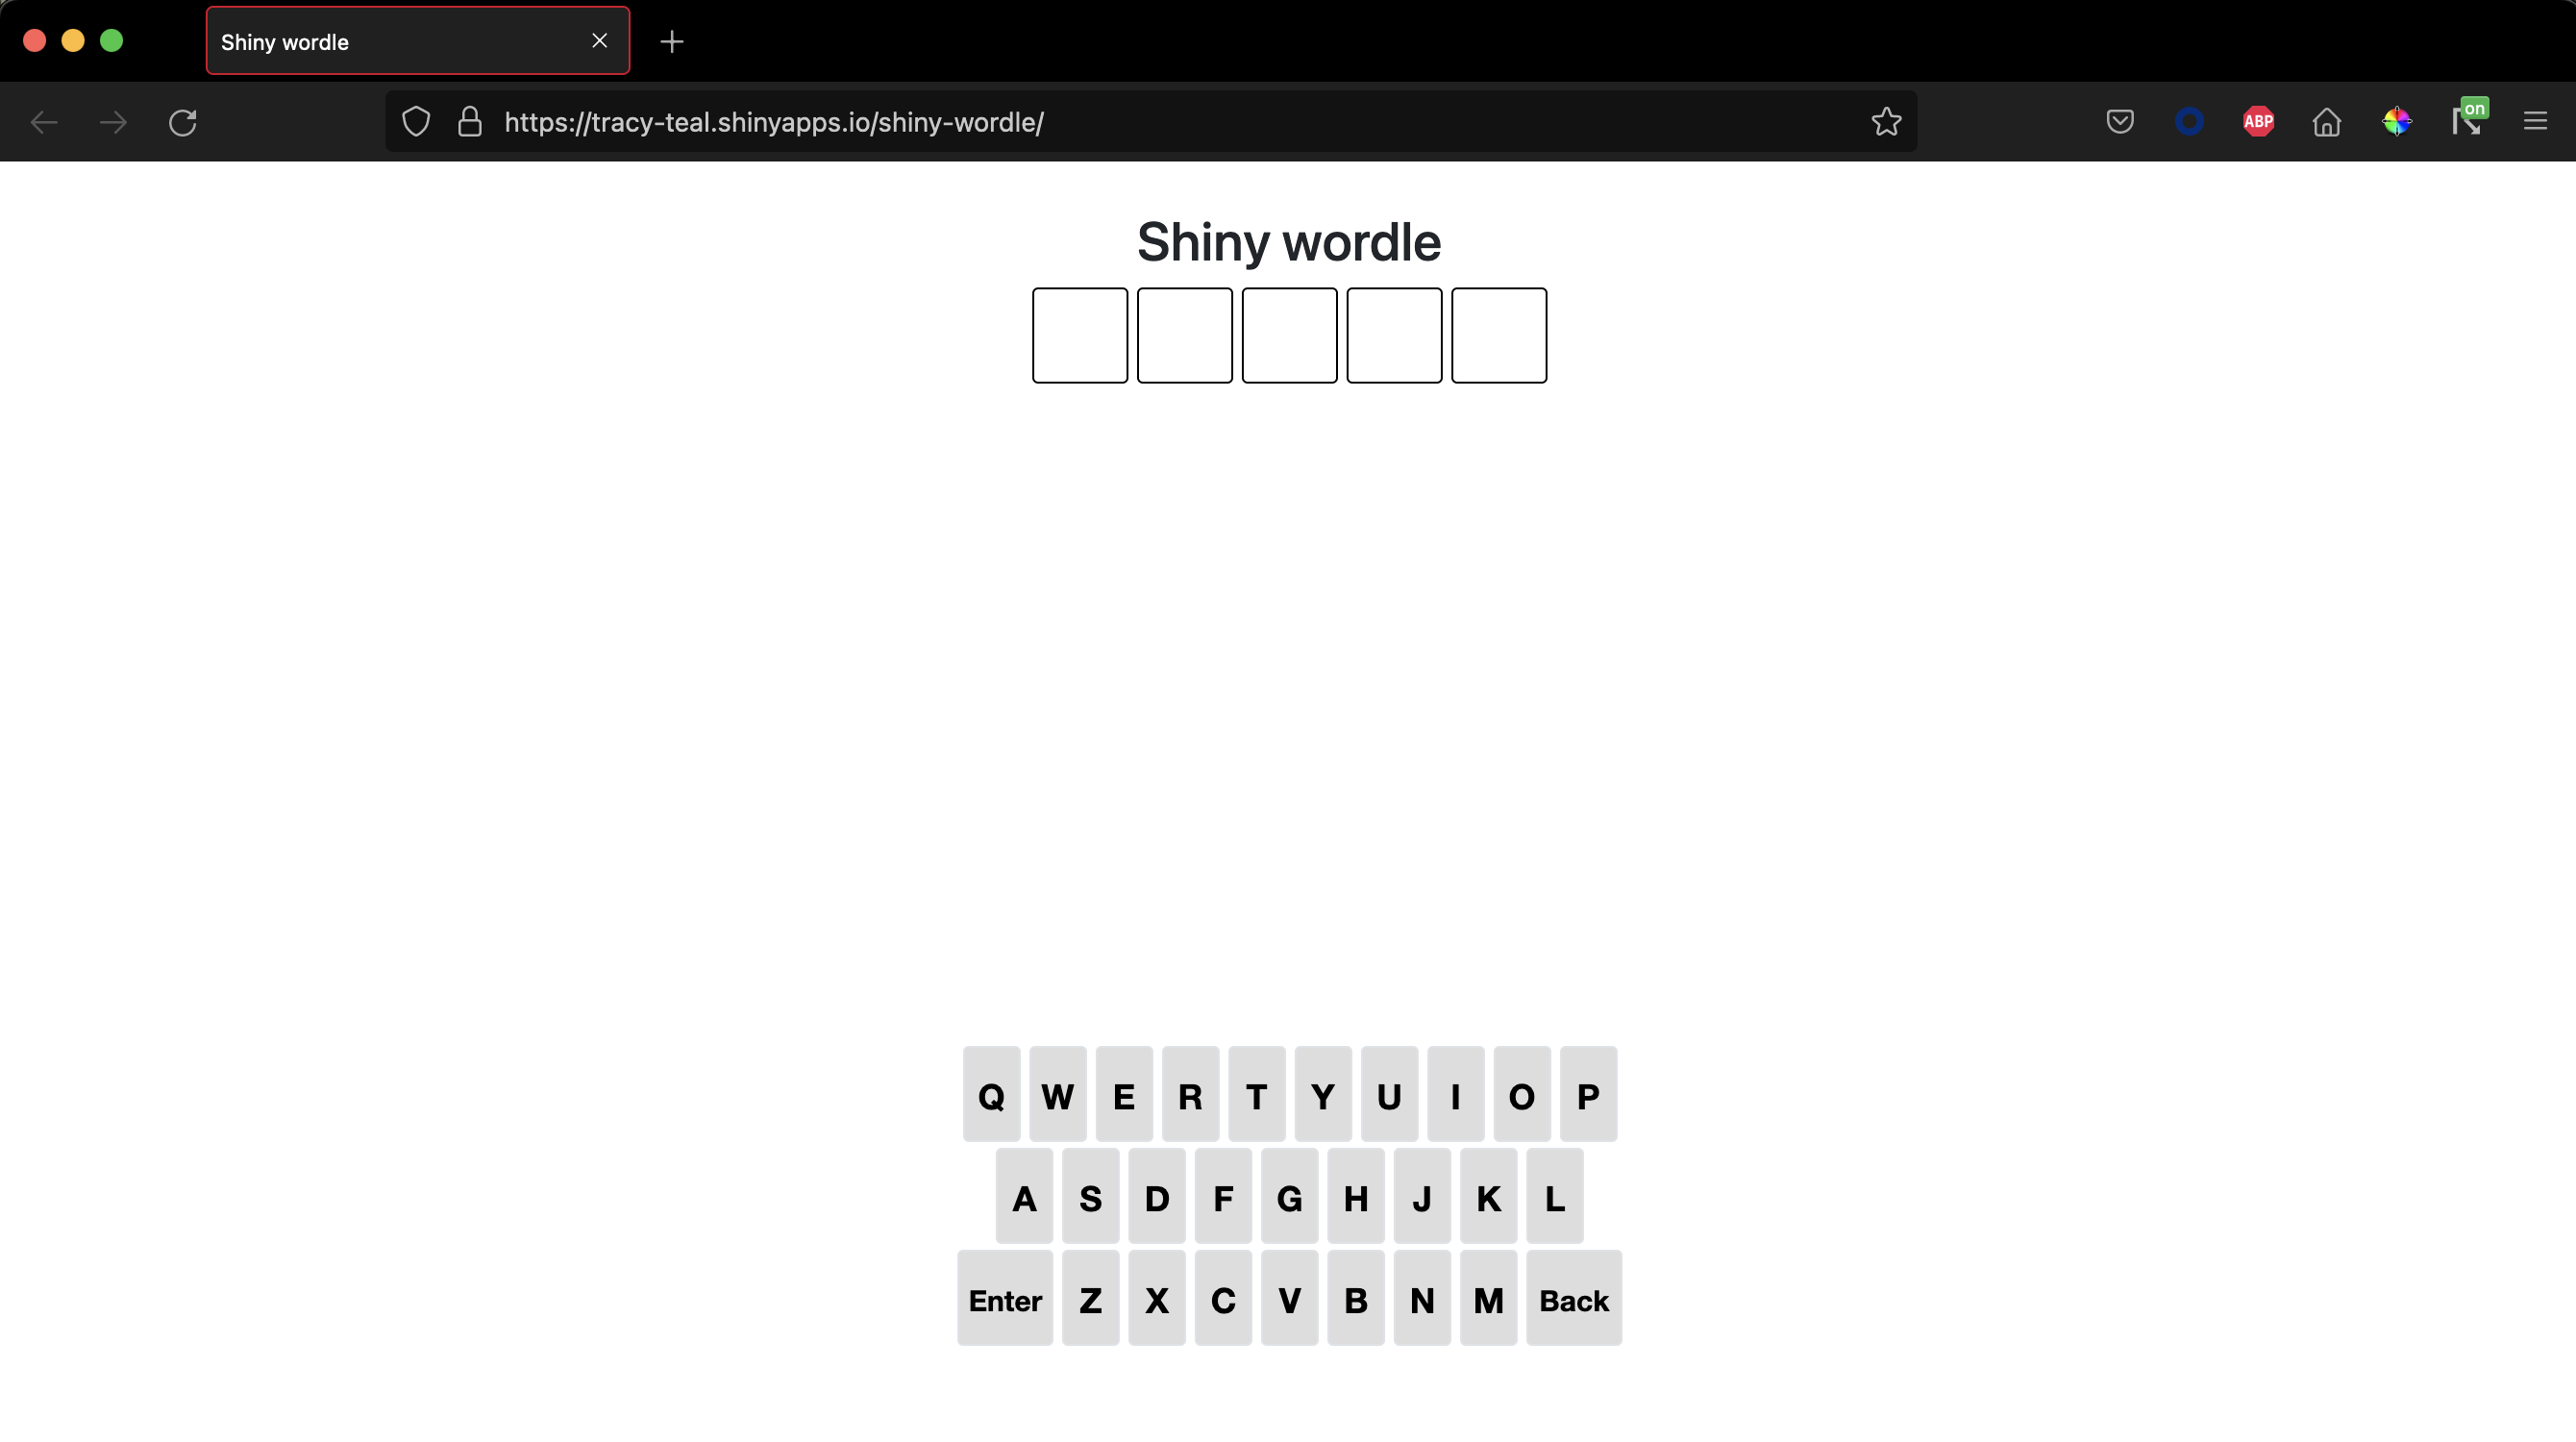 Shiny wordle
on
https://tracy-teal.shinyapps.io/shiny-wordle/
ABP
Shiny wordle
Q W E R T Y U I O P
A S D F G H J K L
Enter Z X C V B N M Back